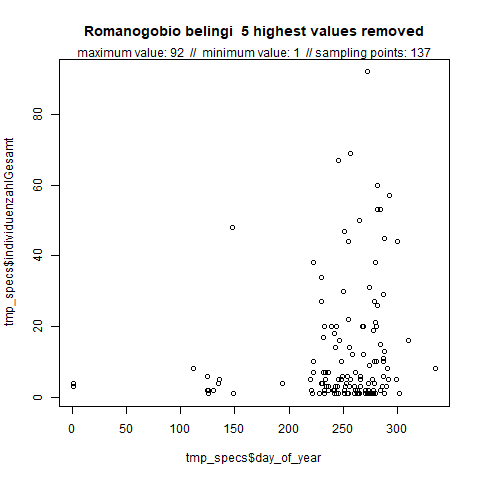 Romanogobio belingi  5 highest values removed
maximum value: 92  //  minimum value: 1  // sampling points: 137
tmp_specs$individuenzahlGesamt
80
60
40
20
0
0 50 100 150 200 250 300
tmp_specs$day_of_year